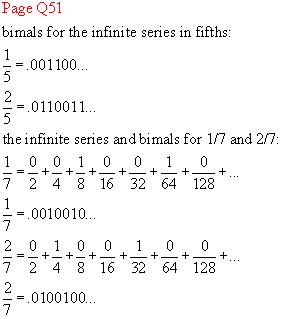 Page Q51
bimals for the infinite series in fifths:
1/5 = .001100...
2/5 = .0110011...
the infinite series and bimals for 1/7 and 2/7:
1/7 = 0/2 + 0/4 + 1/8 + 0/16 + 0/32 + 1/64 + 0/128 + ...
1/7 = .0010010...
2/7 = 0/2 + 1/4 + 0/8 + 0/16 + 1/32 + 0/64 + 0/128 + ...
2/7 = .0100100...